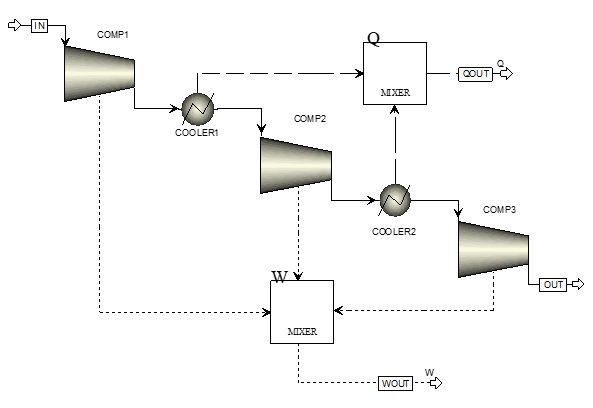 IN
COMP1
Q
MIXER
QOUT
Q
COOLER1
COMP2
COOLER2
COMP3
W
MIXER
OUT
WOUT
W